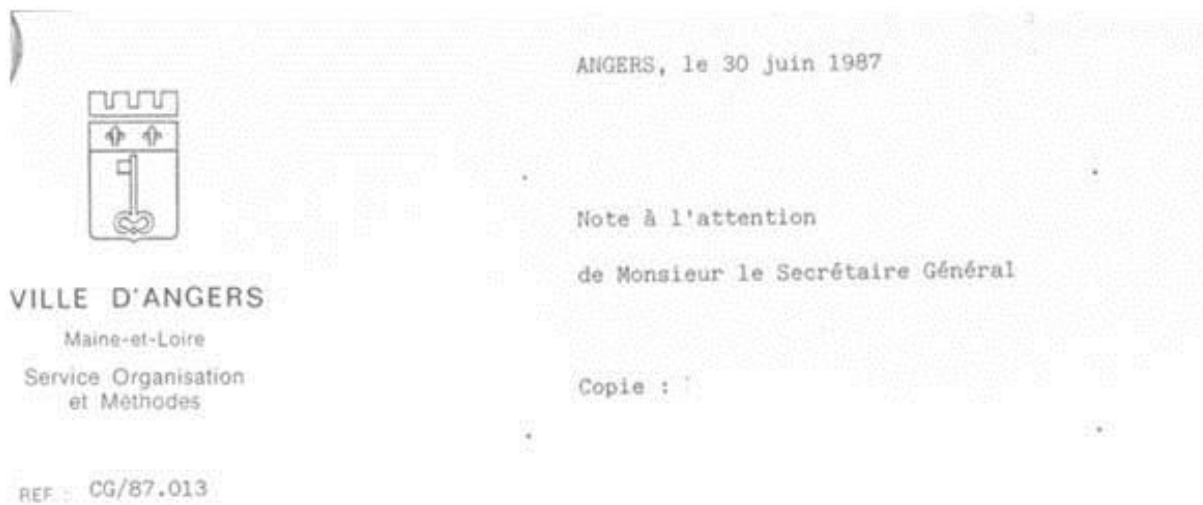 ANGERS, le 30 juin 1987
Note à l'attention
de Monsieur le Secrétaire Général
VILLE D'ANGERS
Maine-et-Loire
Service Organisation
et Méthodes
Copie :
REF : CG/87.013